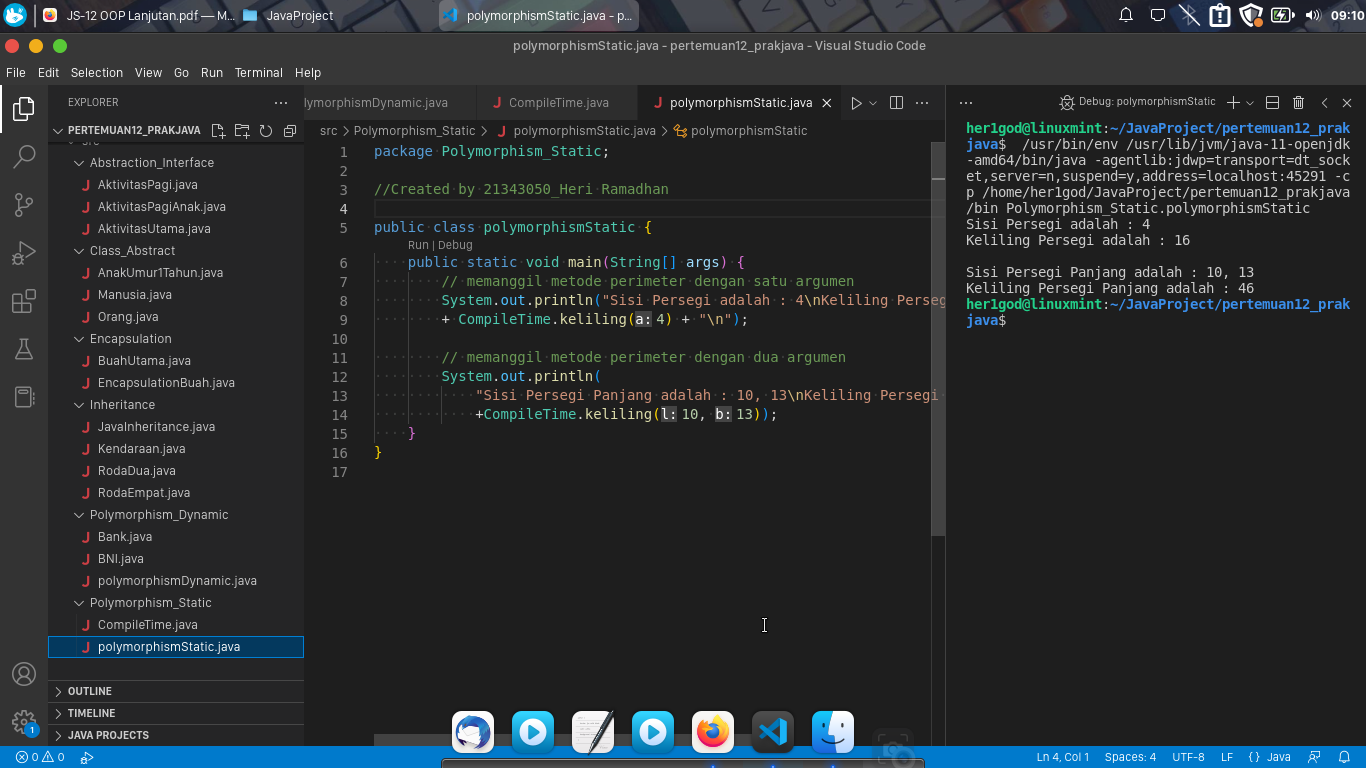 JS-12 OOP Lanjutan.pdf — M...
JavaProject
polymorphismStatic.java - p...
09:10
polymorphismStatic.java - pertemuan12_prakjava - Visual Studio Code
File Edit Selection View Go Run Terminal Help
EXPLORER
PERTEMUAN12_PRAKJAVA
src
Abstraction_Interface
AktivitasPagi.java
AktivitasPagiAnak.java
AktivitasUtama.java
Class_Abstract
AnakUmur1Tahun.java
Manusia.java
Orang.java
Encapsulation
BuahUtama.java
EncapsulationBuah.java
Inheritance
JavaInheritance.java
Kendaraan.java
RodaDua.java
RodaEmpat.java
Polymorphism_Dynamic
Bank.java
BNI.java
polymorphismDynamic.java
Polymorphism_Static
CompileTime.java
polymorphismStatic.java
OUTLINE
TIMELINE
JAVA PROJECTS
lymorphismDynamic.java
CompileTime.java
polymorphismStatic.java
src > Polymorphism_Static > polymorphismStatic.java > polymorphismStatic
1 package Polymorphism_Static;
2
3 //Created by 21343050_Heri Ramadhan
4
5 public class polymorphismStatic {
Run | Debug
6 public static void main(String[] args) {
7 // memanggil metode perimeter dengan satu argumen
8 System.out.println("Sisi Persegi adalah : 4\nKeliling Perseg
9 + CompileTime.keliling(a: 4) + "\n");
10
11 // memanggil metode perimeter dengan dua argumen
12 System.out.println(
13 "Sisi Persegi Panjang adalah : 10, 13\nKeliling Persegi
14 +CompileTime.keliling(l: 10, b: 13));
15 }
16 }
17
Debug: polymorphismStatic
her1god@linuxmint:~/JavaProject/pertemuan12_prak
java$ /usr/bin/env /usr/lib/jvm/java-11-openjdk
-amd64/bin/java -agentlib:jdwp=transport=dt_sock
et,server=n,suspend=y,address=localhost:45291 -c
p /home/her1god/JavaProject/pertemuan12_prakjava
/bin Polymorphism_Static.polymorphismStatic
Sisi Persegi adalah : 4
Keliling Persegi adalah : 16
Sisi Persegi Panjang adalah : 10, 13
Keliling Persegi Panjang adalah : 46
her1god@linuxmint:~/JavaProject/pertemuan12_prak
java$
1
0 0
Ln 4, Col 1 Spaces: 4 UTF-8 LF {} Java